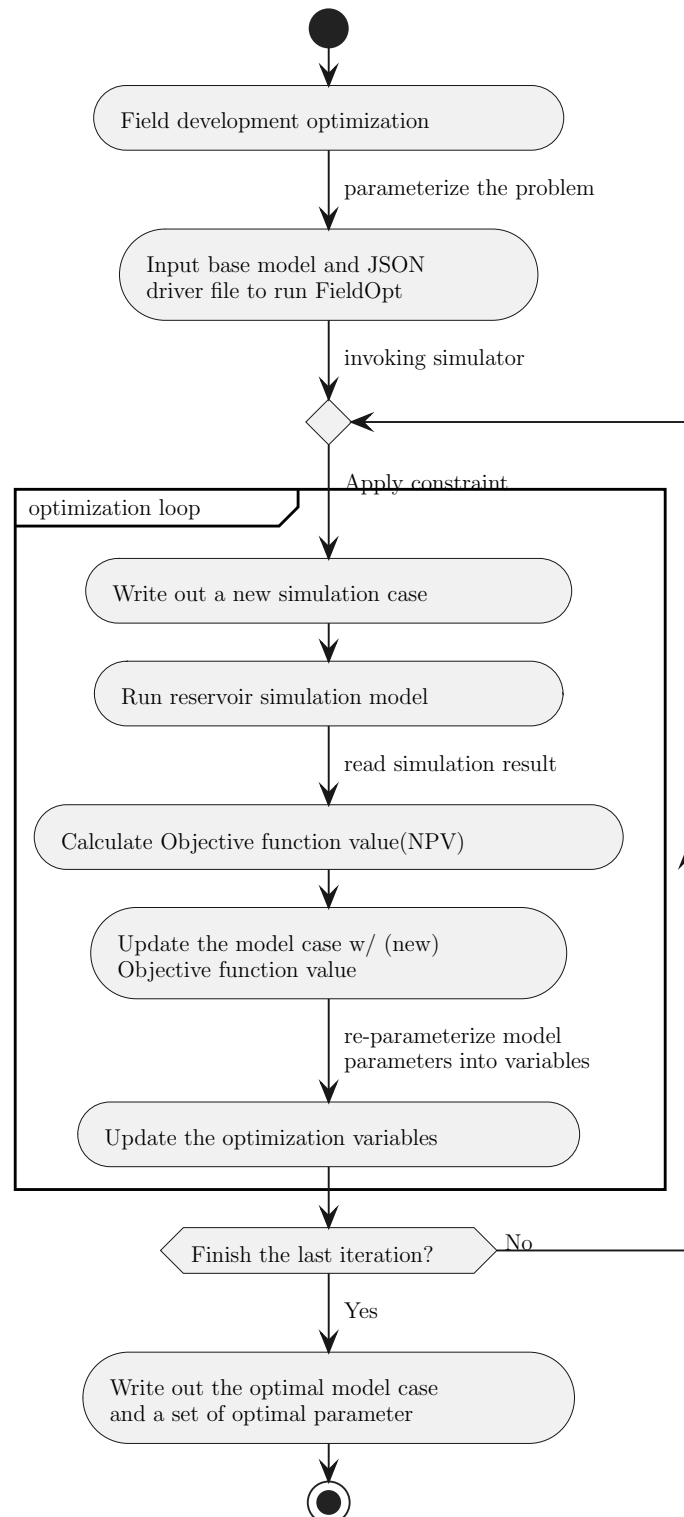 Field development optimization
parameterize the problem
Input base model and JSON
driver file to run FieldOpt
invoking simulator
Apply constraint
optimization loop
Write out a new simulation case
Run reservoir simulation model
read simulation result
Calculate Objective function value(NPV)
Update the model case w/ (new)
Objective function value
re-parameterize model
parameters into variables
Update the optimization variables
Finish the last iteration?
No
Yes
Write out the optimal model case
and a set of optimal parameter